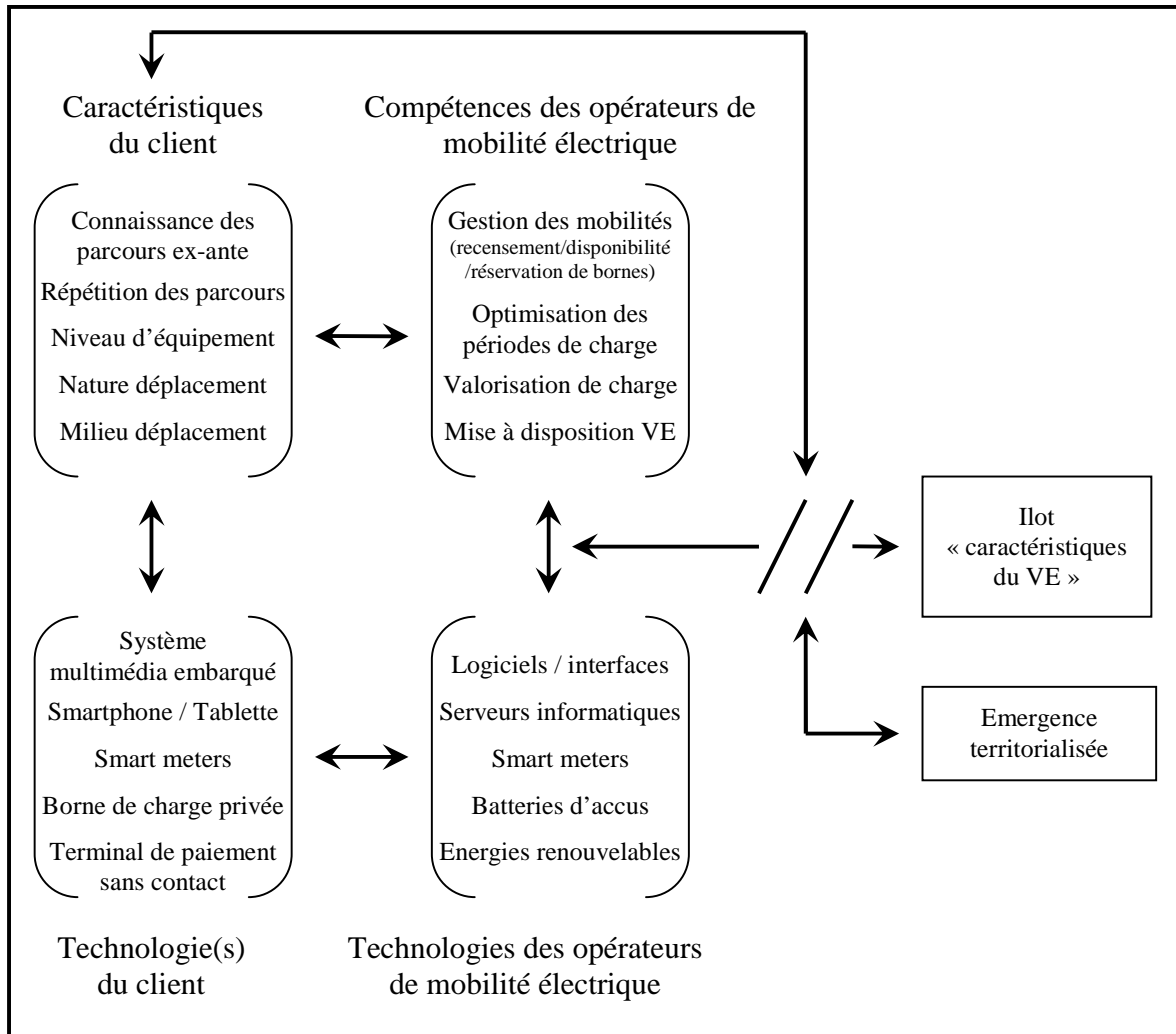 Caractéristiques
du client
Compétences des opérateurs de
mobilité électrique
Connaissance des
parcours ex-ante
Répétition des parcours
Niveau d’équipement
Nature déplacement
Milieu déplacement
Gestion des mobilités
(recensement/disponibilité
/réservation de bornes)
Optimisation des
périodes de charge
Valorisation de charge
Mise à disposition VE
Ilot
« caractéristiques
du VE »
Système
multimédia embarqué
Smartphone / Tablette
Smart meters
Borne de charge privée
Terminal de paiement
sans contact
Logiciels / interfaces
Serveurs informatiques
Smart meters
Batteries d’accus
Energies renouvelables
Emergence
territorialisée
Technologie(s)
du client
Technologies des opérateurs
de mobilité électrique